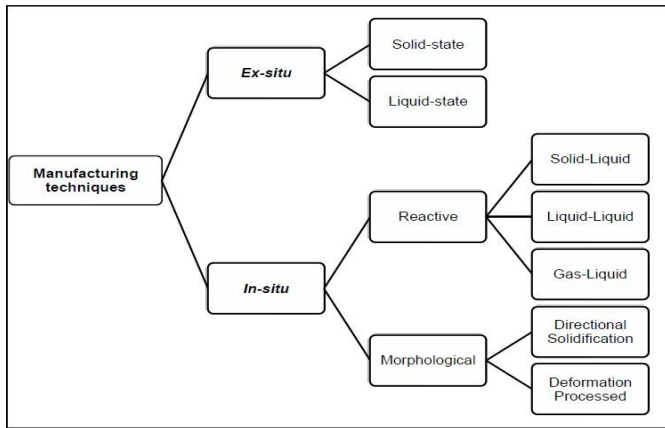 Manufacturing
techniques
Ex-situ
Solid-state
Liquid-state
In-situ
Reactive
Solid-Liquid
Liquid-Liquid
Gas-Liquid
Morphological
Directional
Solidification
Deformation
Processed